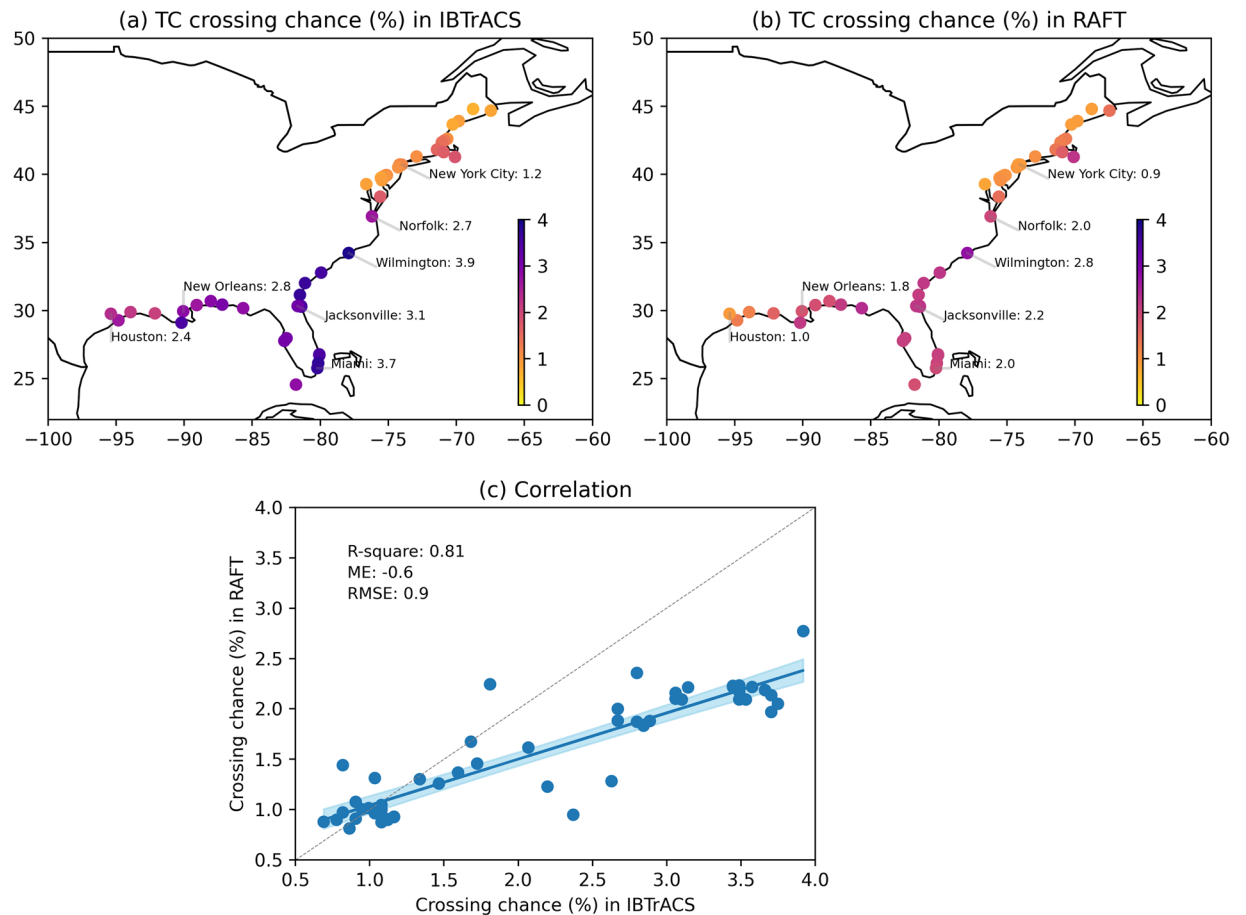 (a) TC crossing chance (%) in IBTrACS
50
45
40
35
30
25
−100
−95
−90
−85
−80
−75
−70
−65
−60
New York City: 1.2
Norfolk: 2.7
Wilmington: 3.9
New Orleans: 2.8
Jacksonville: 3.1
Houston: 2.4
Miami: 3.7
4
3
2
1
0
(b) TC crossing chance (%) in RAFT
50
45
40
35
30
25
−100
−95
−90
−85
−80
−75
−70
−65
−60
New York City: 0.9
Norfolk: 2.0
Wilmington: 2.8
New Orleans: 1.8
Jacksonville: 2.2
Houston: 1.0
Miami: 2.0
4
3
2
1
0
(c) Correlation
Crossing chance (%) in RAFT
4.0
3.5
3.0
2.5
2.0
1.5
1.0
0.5
R-square: 0.81
ME: -0.6
RMSE: 0.9
0.5
1.0
1.5
2.0
2.5
3.0
3.5
4.0
Crossing chance (%) in IBTrACS